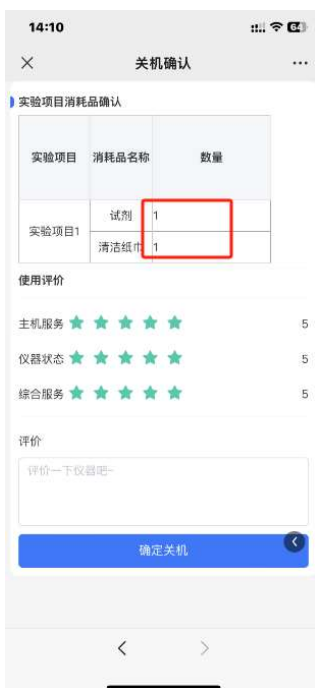 14:10
64
关机确认
实验项目消耗品确认
实验项目 消耗品名称 数量
实验项目1 试剂 1
清洁纸巾 1
使用评价
主机服务 5
仪器状态 5
综合服务 5
评价
评价一下仪器吧~
确定关机